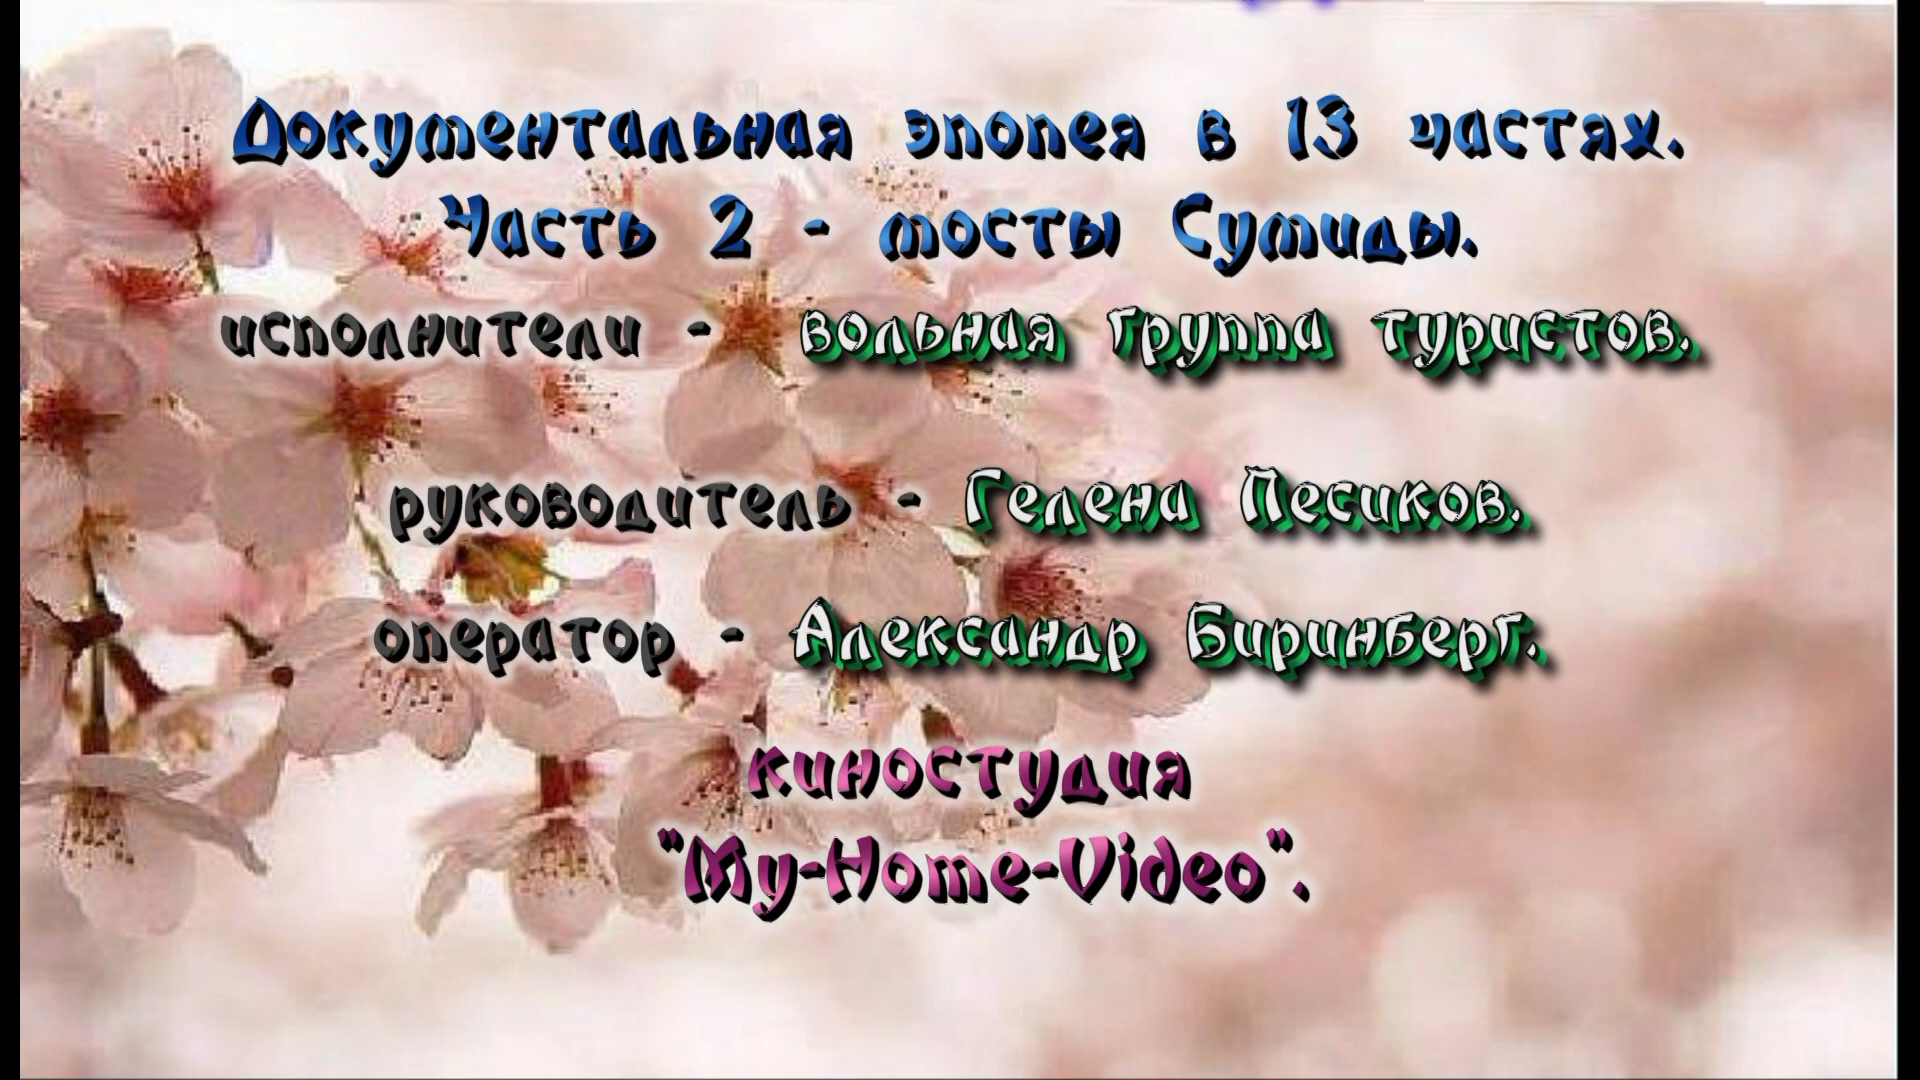 Документальная эпопея в 13 частях.
Часть 2 - мосты Сумиды.
исполнители - вольная группа туристов.
руководитель - Гелена Песиков.
оператор - Александр Биринберг.
киностудия
"My-Home-Video".